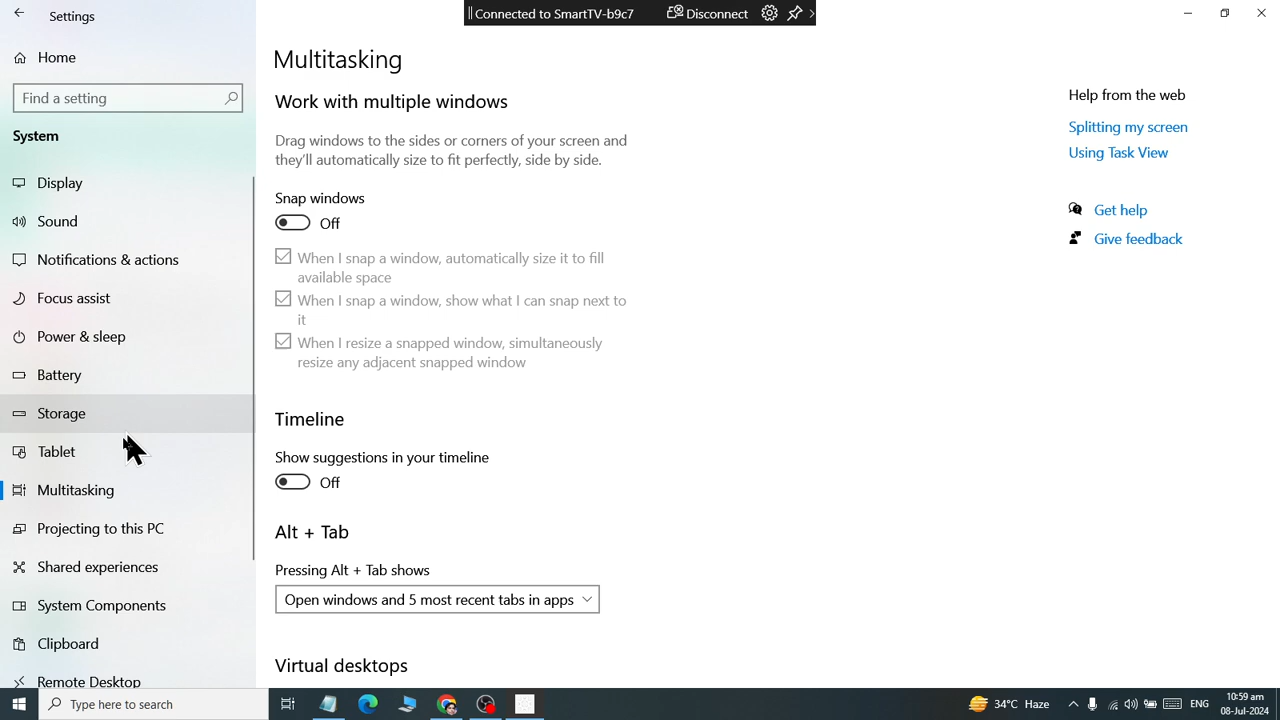 Settings
Connected to SmartTV-b9c7 Disconnect
Home
Find a setting
System
Display
Sound
Notifications & actions
Focus assist
Power & sleep
Battery
Storage
Tablet
Multitasking
Projecting to this PC
Shared experiences
System Components
Clipboard
Remote Desktop
Multitasking
Work with multiple windows
Drag windows to the sides or corners of your screen and
they'll automatically size to fit perfectly, side by side.
Snap windows
Off
When I snap a window, automatically size it to fill
available space
When I snap a window, show what I can snap next to
it
When I resize a snapped window, simultaneously
resize any adjacent snapped window
Timeline
Show suggestions in your timeline
Off
Alt + Tab
Pressing Alt + Tab shows
Open windows and 5 most recent tabs in apps
Virtual desktops
Help from the web
Splitting my screen
Using Task View
Get help
Give feedback
Type here to search
34°C Haze
ENG
10:59 am
08-Jul-2024